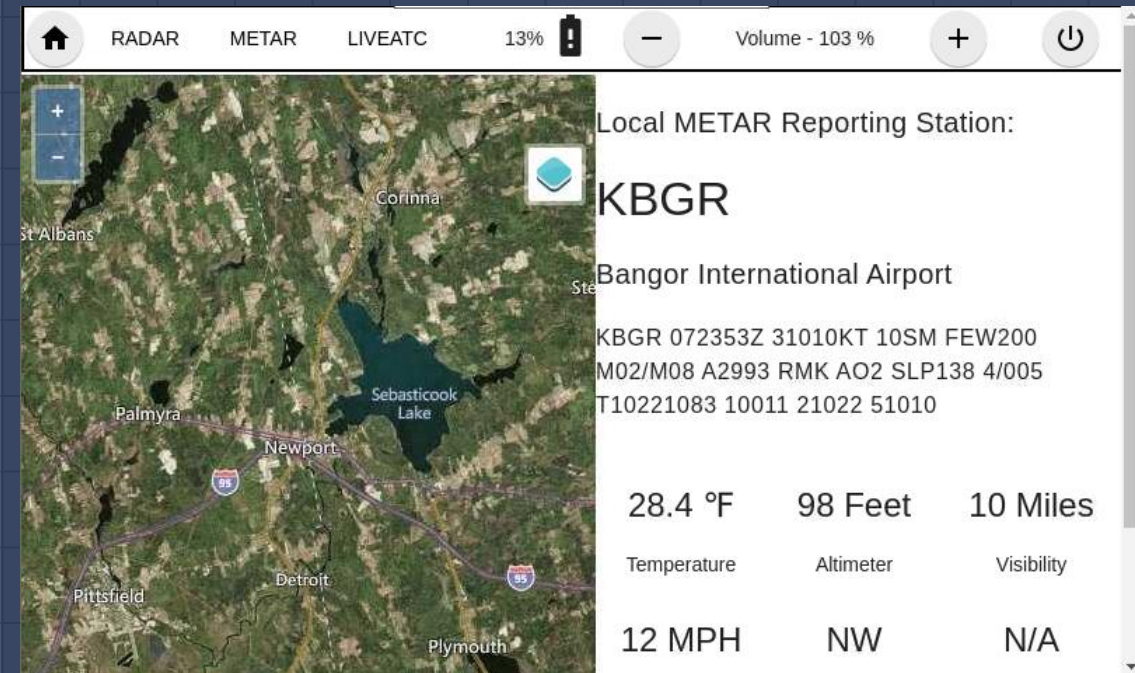 RADAR METAR LIVEATC 13% − Volume - 103 % +
+
−
Corinna
St Albans
Ste
Sebasticook
Lake
Palmyra
Newport
95
95
Detroit
Pittsfield
Plymouth
Local METAR Reporting Station:
KBGR
Bangor International Airport
KBGR 072353Z 31010KT 10SM FEW200
M02/M08 A2993 RMK AO2 SLP138 4/005
T10221083 10011 21022 51010
28.4 °F 98 Feet 10 Miles
Temperature Altimeter Visibility
12 MPH NW N/A